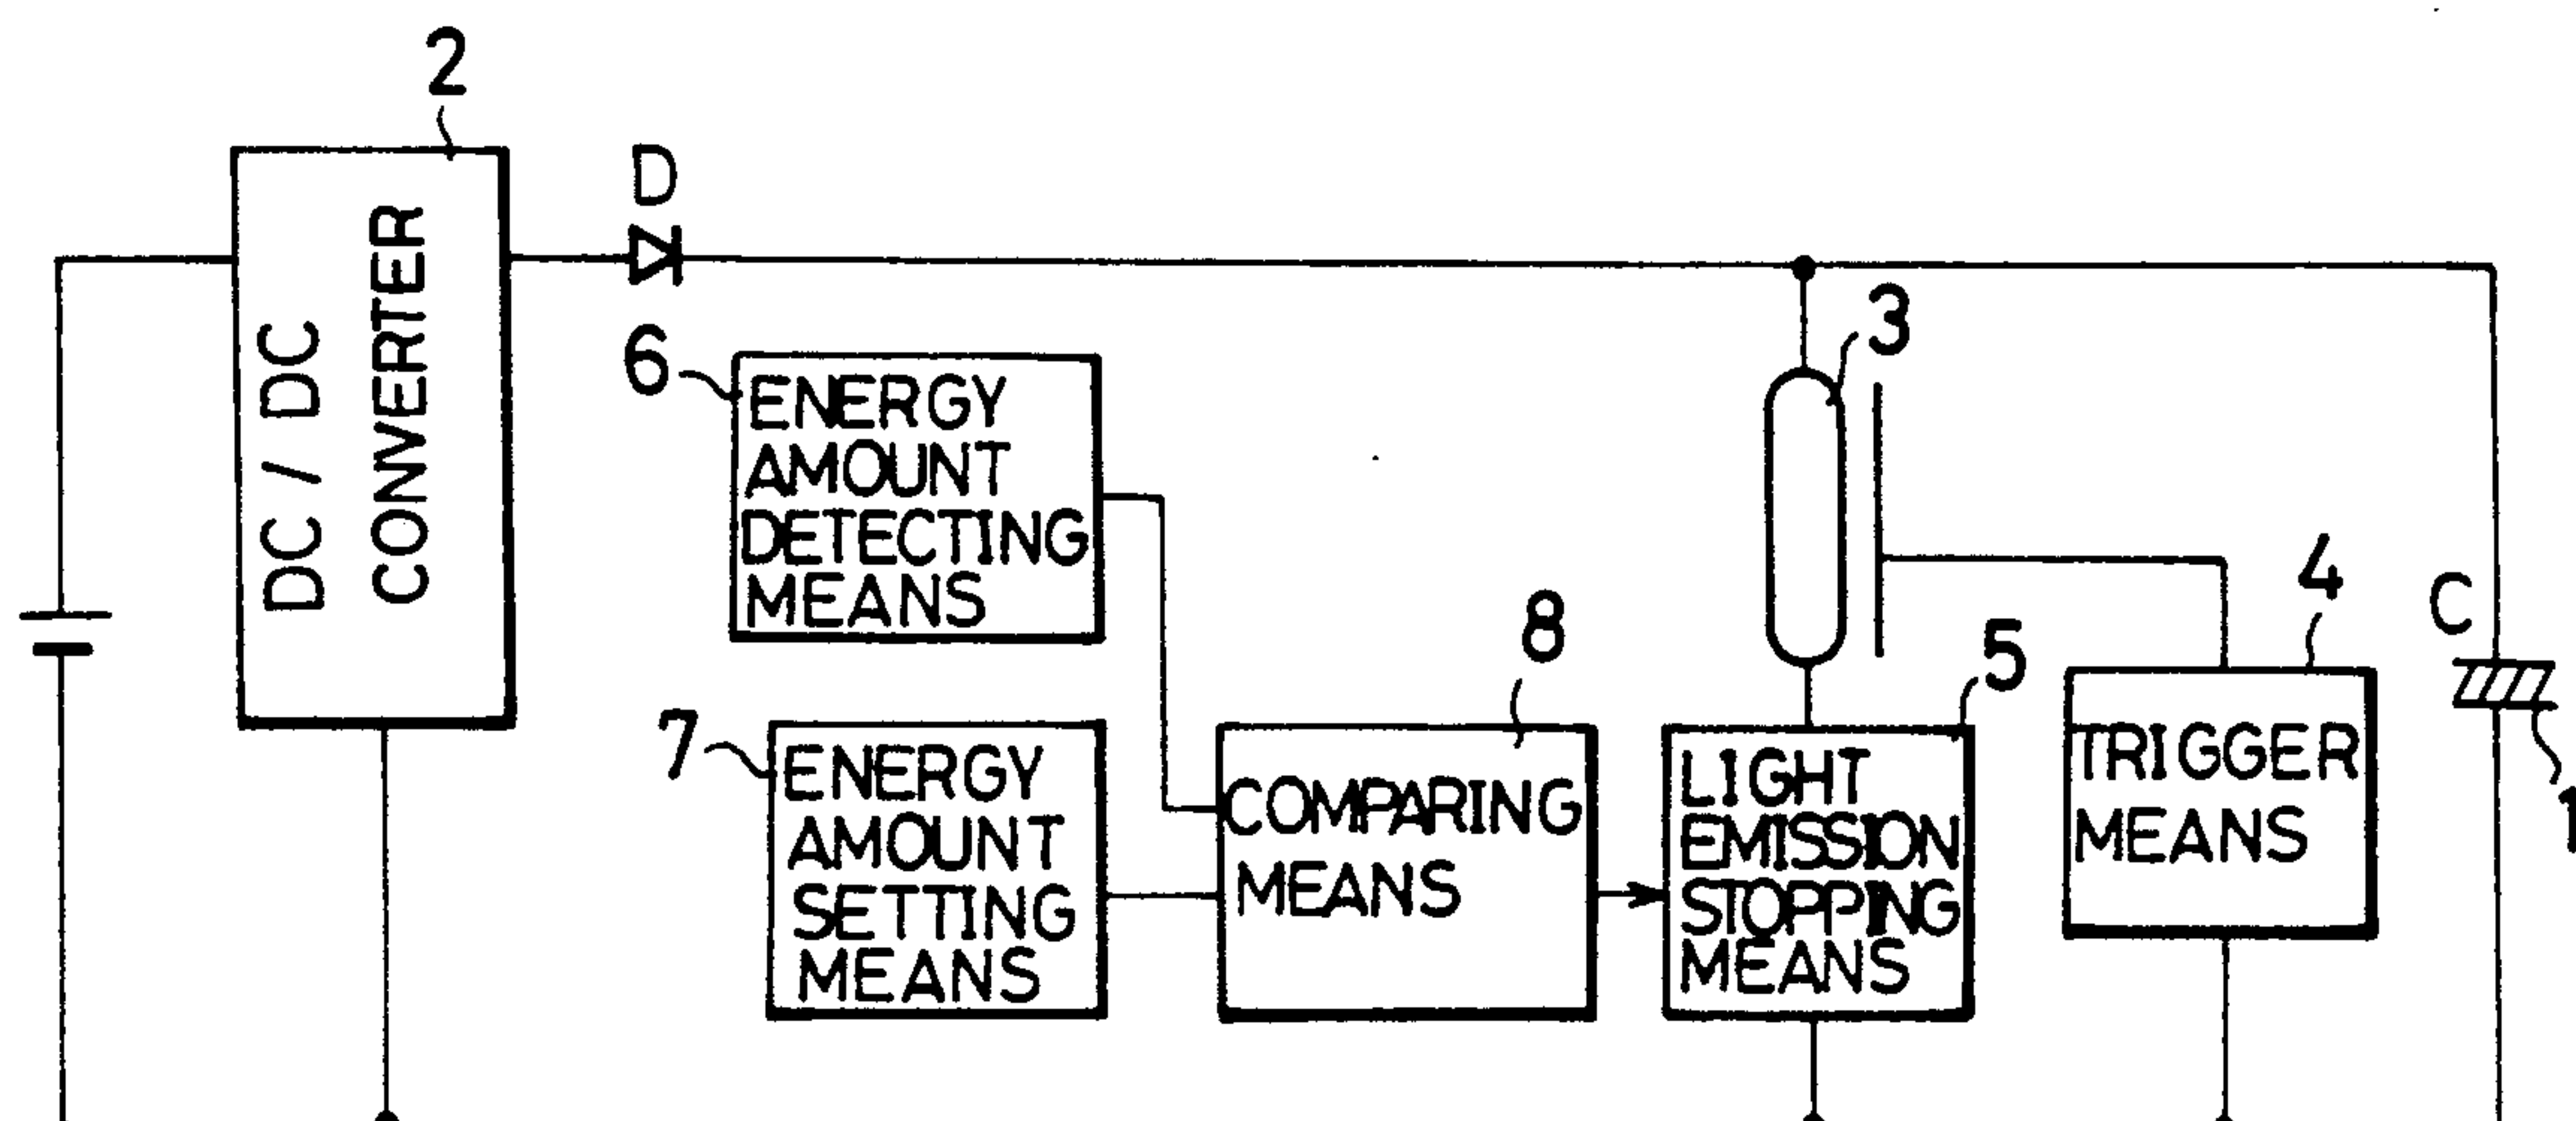 2
DC / DC
CONVERTER
D
6
ENERGY
AMOUNT
DETECTING
MEANS
7
ENERGY
AMOUNT
SETTING
MEANS
8
COMPARING
MEANS
3
5
LIGHT
EMISSION
STOPPING
MEANS
4
TRIGGER
MEANS
C
1